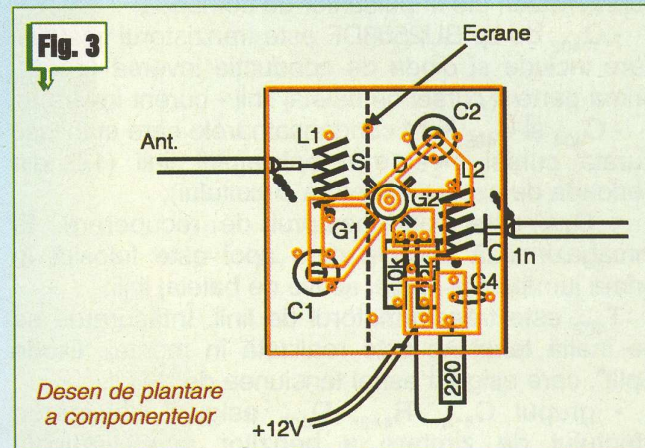 Fig. 3
Ecrane
Ant.
L1
C2
S
D
L2
G2
G1
10k
C
1n
C1
C4
220
Desen de plantare
a componentelor
+12V